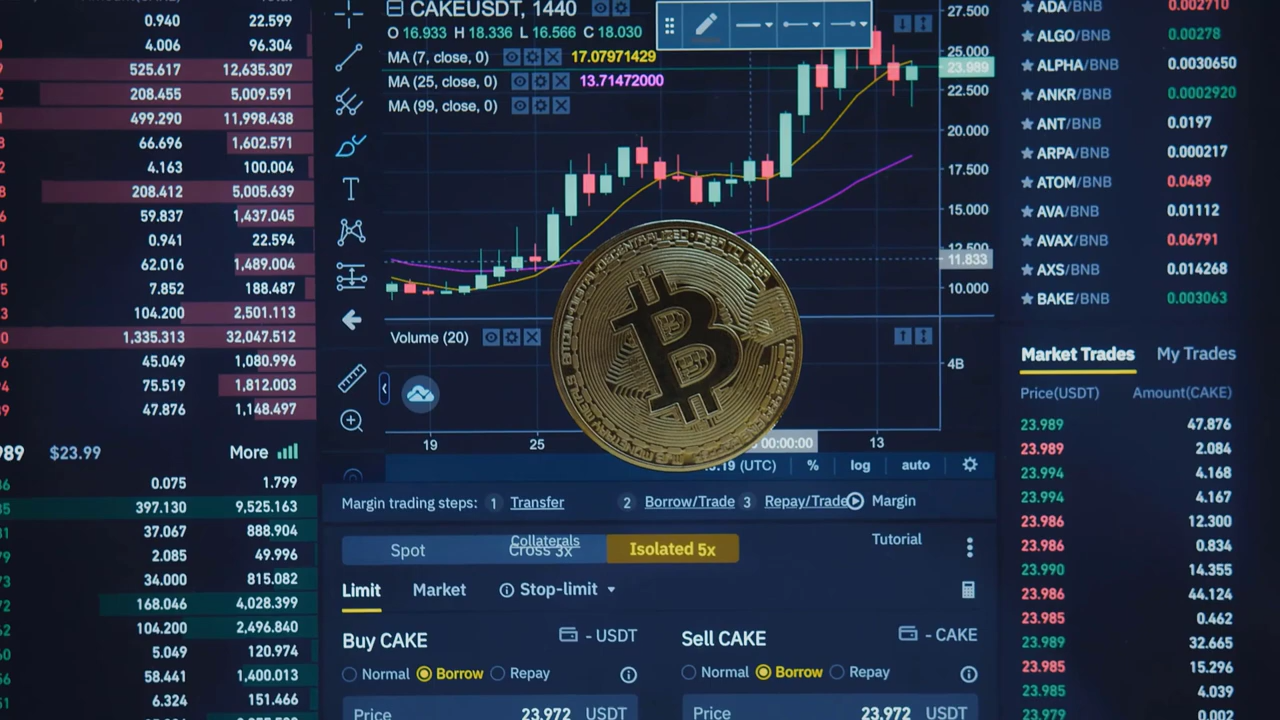 0.940 22.599
4.006 96.304
525.617 12,635.307
208.455 5,009.591
499.290 11,998.438
66.696 1,602.571
4.163 100.004
208.412 5,005.639
59.837 1,437.045
0.941 22.594
62.016 1,489.004
7.852 188.487
104.200 2,501.113
1,335.313 32,047.512
45.049 1,080.996
75.519 1,812.003
47.876 1,148.497
989 $23.99 More
0.075 1.799
397.130 9,525.163
37.067 888.904
2.085 49.996
34.000 815.082
168.046 4,028.399
104.200 2,496.840
5.049 120.974
58.441 1,400.013
6.324 151.466
CAKEUSDT, 1440
O 16.933 H 18.336 L 16.566 C 18.030
MA (7, close, 0) 17.07971429
MA (25, close, 0) 13.71472000
MA (99, close, 0)
27.500
25.000
23.989
22.500
20.000
17.500
15.000
12.500
11.833
10.000
Volume (20)
4B
19 25 00:00:00 13
(UTC) % log auto
BITCOIN
DECENTRALIZED PEER TO PEER
B
Margin trading steps: 1 Transfer 2 Borrow/Trade 3 Repay/Trade Margin
Collaterals Tutorial
Spot Cross 3x Isolated 5x
Limit Market Stop-limit
Buy CAKE - USDT
Normal Borrow Repay
Price 23.972 USDT
Sell CAKE - CAKE
Normal Borrow Repay
Price 23.972 USDT
ADA/BNB 0.002710
ALGO/BNB 0.00278
ALPHA/BNB 0.0030650
ANKR/BNB 0.0002920
ANT/BNB 0.0197
ARPA/BNB 0.000217
ATOM/BNB 0.0489
AVA/BNB 0.01112
AVAX/BNB 0.06791
AXS/BNB 0.014268
BAKE/BNB 0.003063
Market Trades My Trades
Price(USDT) Amount(CAKE)
23.989 47.876
23.989 2.084
23.994 4.168
23.994 4.167
23.986 12.300
23.986 0.834
23.990 14.355
23.986 44.124
23.985 0.462
23.989 32.665
23.985 15.296
23.985 4.039
23.979 0.002